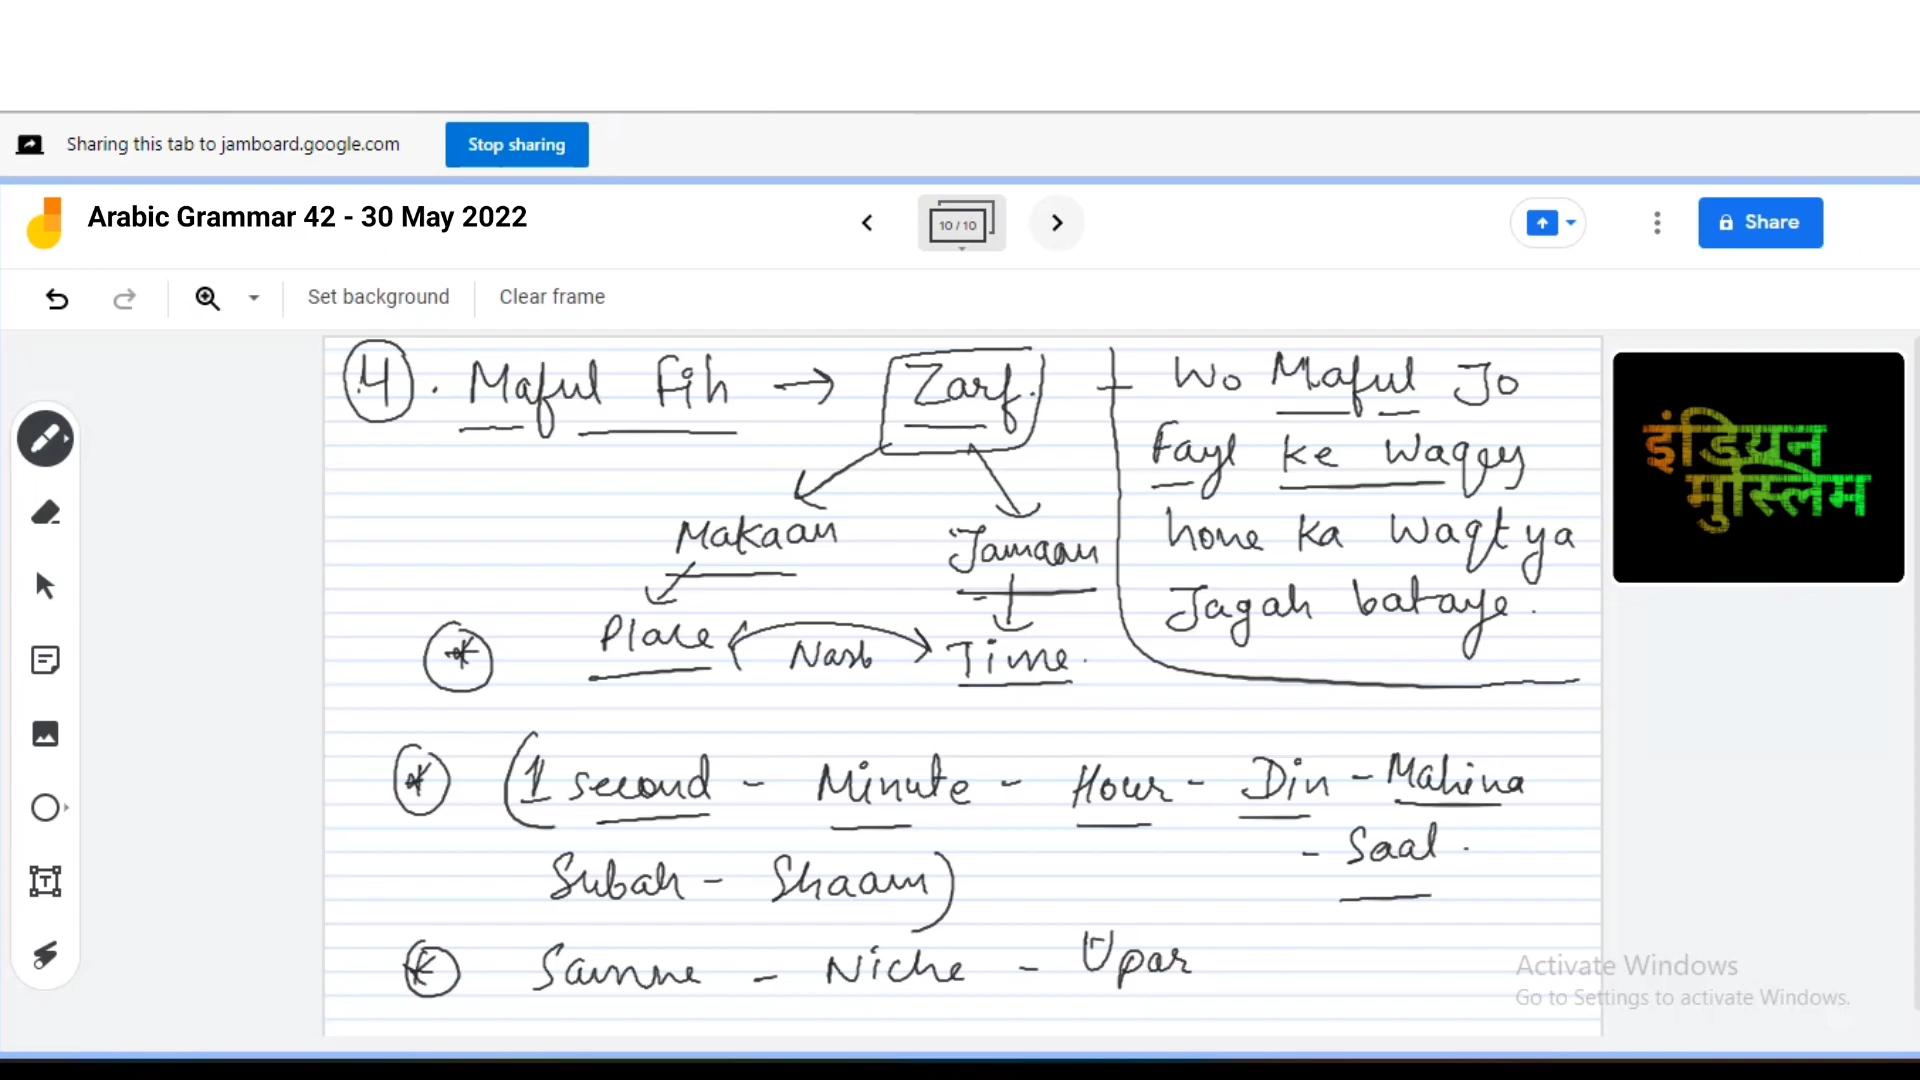 Sharing this tab to jamboard.google.com
Stop sharing
Arabic Grammar 42 - 30 May 2022
10 / 10
Share
Set background
Clear frame
4. Maful Fih → Zarf.
Makaan
Jamaan
Place
Nasb
Time.
Wo Maful Jo
Fayl ke Waqey
hone ka Waqt ya
Jagah bataye.
* (1 second - Minute - Hour - Din - Mahina
- Saal.
Subah - Shaam)
* Samne - Niche - Upar
इंडियन
मुस्लिम
Activate Windows
Go to Settings to activate Windows.